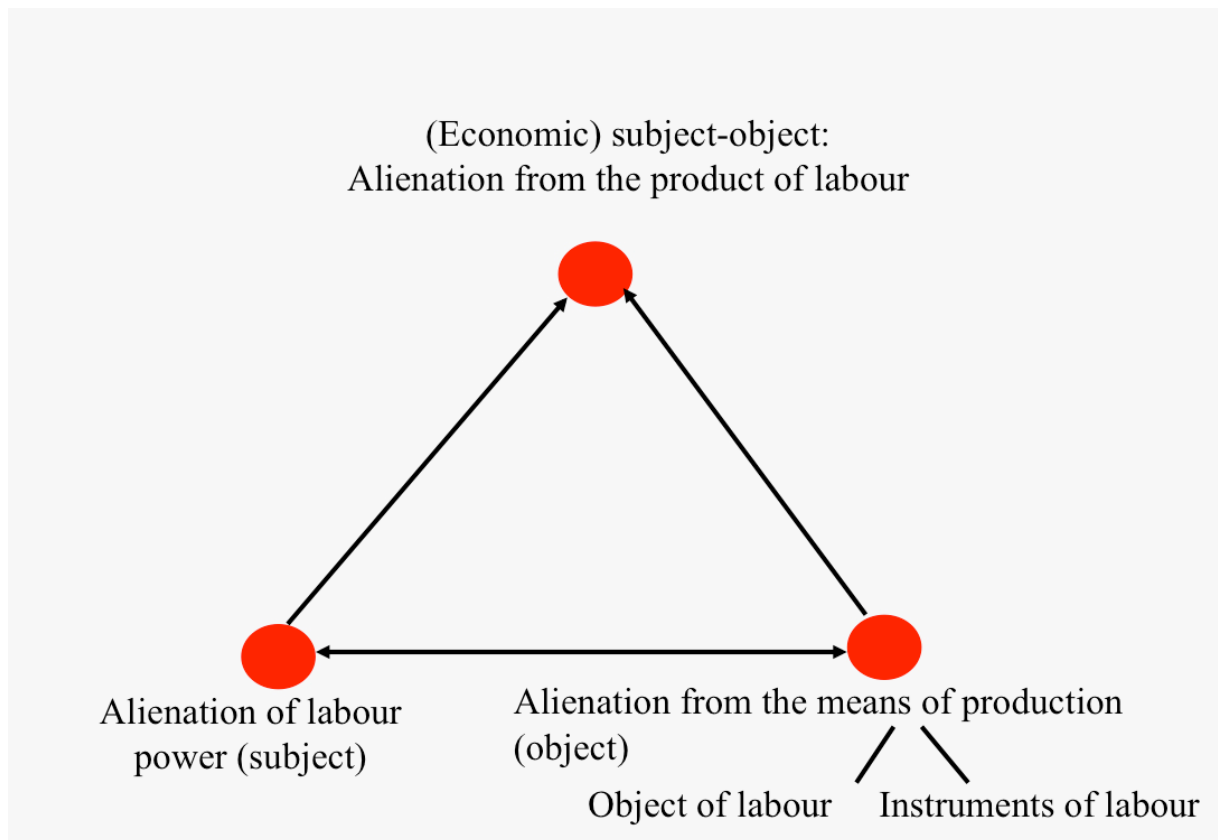 (Economic) subject-object:
Alienation from the product of labour
Alienation of labour
power (subject)
Alienation from the means of production
(object)
Object of labour
Instruments of labour